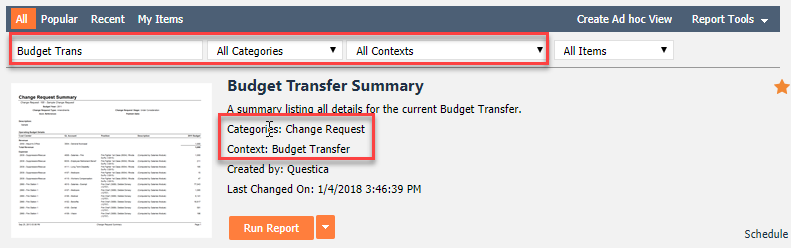 All Popular Recent My Items Create Ad hoc View Report Tools
Budget Trans All Categories All Contexts All Items
Change Request Summary
Budget Transfer Summary
A summary listing all details for the current Budget Transfer.
Categories: Change Request
Context: Budget Transfer
Created by: Questica
Last Changed On: 1/4/2018 3:46:39 PM
Run Report
Schedule